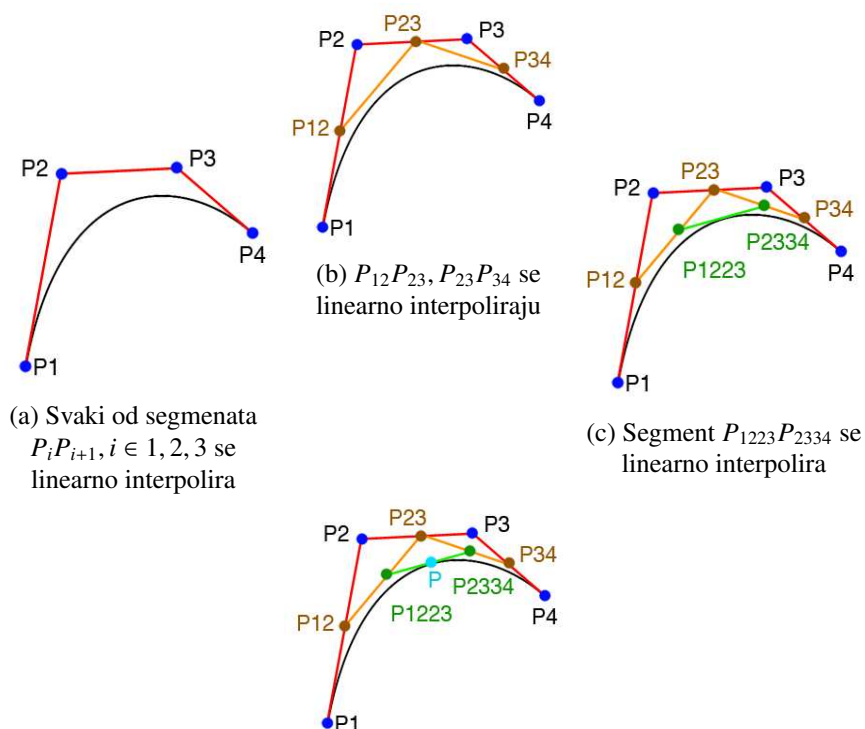 P2
P3
P4
P1
(a) Svaki od segmenata
P_iP_{i+1}, i ∈ 1, 2, 3 se
linearno interpolira
P23
P2
P3
P34
P12
P4
P1
(b) P_{12}P_{23}, P_{23}P_{34} se
linearno interpoliraju
P23
P2
P3
P34
P2334
P1223
P12
P4
P1
(c) Segment P_{1223}P_{2334} se
linearno interpolira
P23
P2
P3
P34
P
P2334
P1223
P12
P4
P1